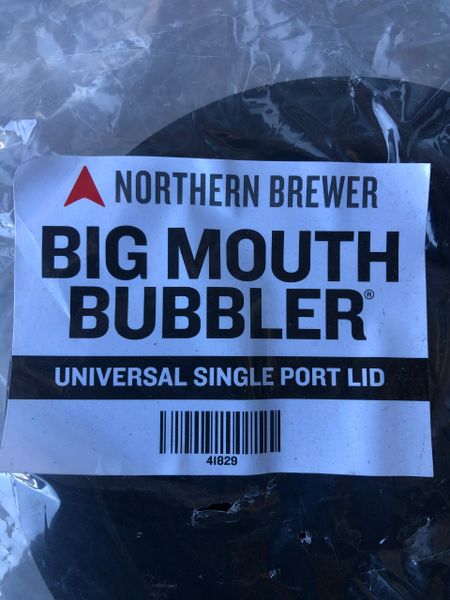 NORTHERN BREWER
BIG MOUTH
BUBBLER®
UNIVERSAL SINGLE PORT LID
41829